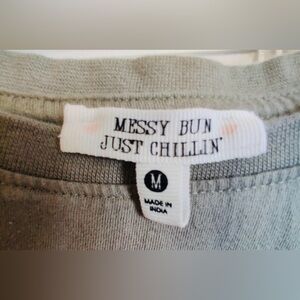 MESSY BUN
JUST CHILLIN'
M
MADE IN
INDIA